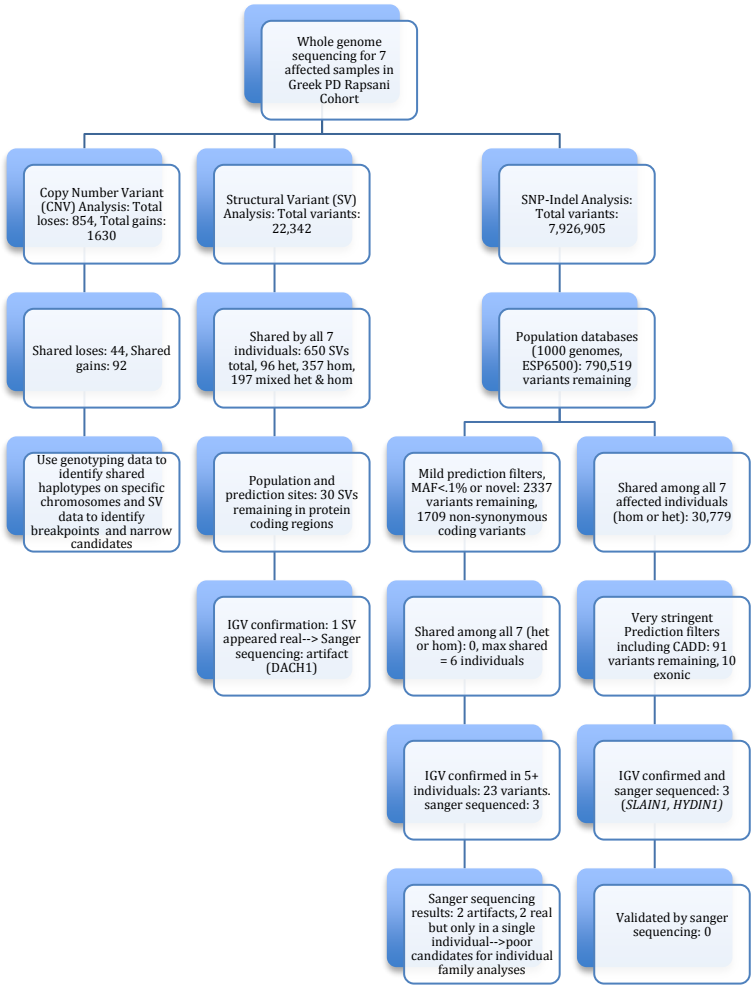 Whole genome
sequencing for 7
affected samples in
Greek PD Rapsani
Cohort
Copy Number Variant
(CNV) Analysis: Total
loses: 854, Total gains:
1630
Structural Variant (SV)
Analysis: Total variants:
22,342
SNP-Indel Analysis:
Total variants:
7,926,905
Shared loses: 44, Shared
gains: 92
Shared by all 7
individuals: 650 SVs
total, 96 het, 357 hom,
197 mixed het & hom
Population databases
(1000 genomes,
ESP6500): 790,519
variants remaining
Use genotyping data to
identify shared
haplotypes on specific
chromosomes and SV
data to identify
breakpoints and narrow
candidates
Population and
prediction sites: 30 SVs
remaining in protein
coding regions
Mild prediction filters,
MAF<.1% or novel: 2337
variants remaining,
1709 non-synonymous
coding variants
Shared among all 7
affected individuals
(hom or het): 30,779
IGV confirmation: 1 SV
appeared real--> Sanger
sequencing: artifact
(DACH1)
Shared among all 7 (het
or hom): 0, max shared
= 6 individuals
Very stringent
Prediction filters
including CADD: 91
variants remaining, 10
exonic
IGV confirmed in 5+
individuals: 23 variants.
sanger sequenced: 3
IGV confirmed and
sanger sequenced: 3
(SLAIN1, HYDIN1)
Sanger sequencing
results: 2 artifacts, 2 real
but only in a single
individual-->poor
candidates for individual
family analyses
Validated by sanger
sequencing: 0